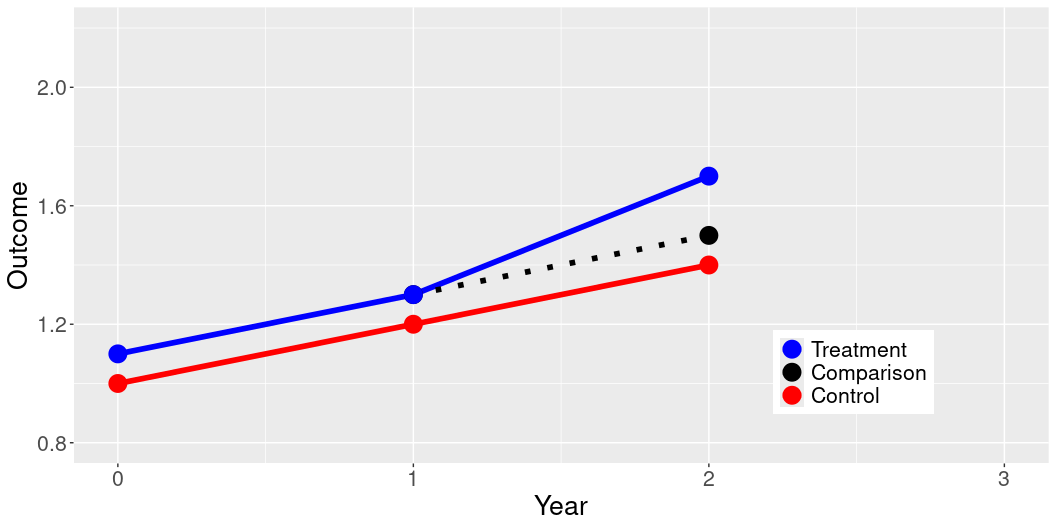 Outcome
2.0
1.6
1.2
0.8
Treatment
Comparison
Control
0 1 2 3
Year